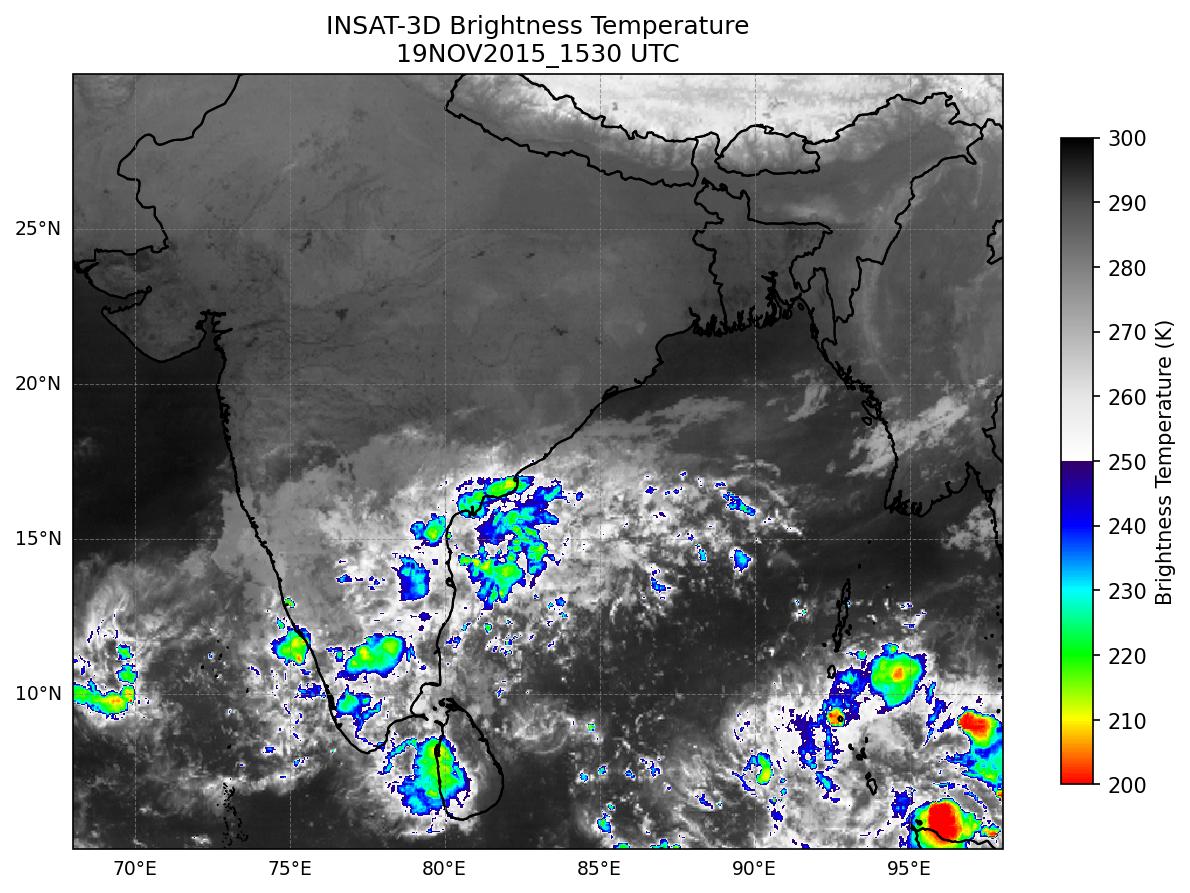 INSAT-3D Brightness Temperature
19NOV2015_1530 UTC
25°N
20°N
15°N
10°N
70°E
75°E
80°E
85°E
90°E
95°E
300
290
280
270
260
250
240
230
220
210
200
Brightness Temperature (K)